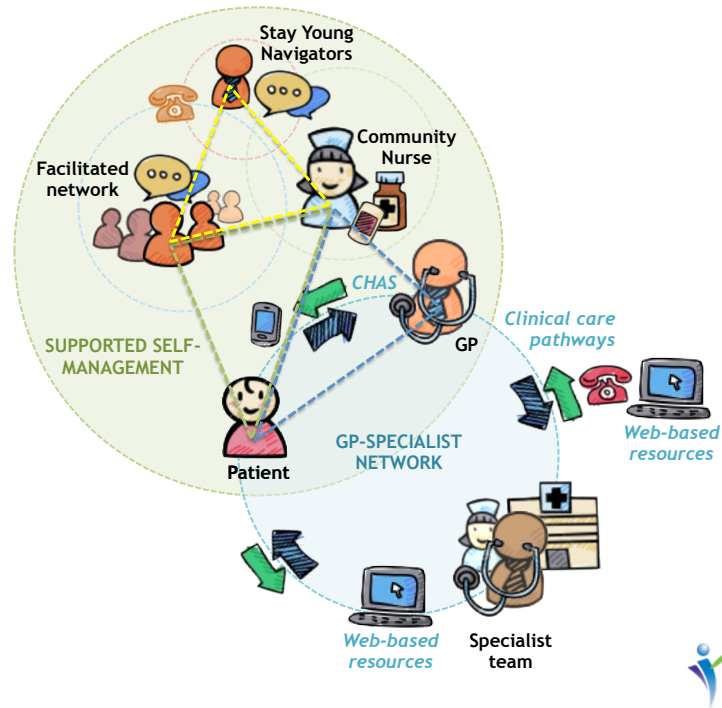 Stay Young
Navigators
Community
Nurse
Facilitated
network
CHAS
GP
Clinical care
pathways
SUPPORTED SELF-
MANAGEMENT
Patient
GP-SPECIALIST
NETWORK
Web-based
resources
Web-based
resources
Specialist
team